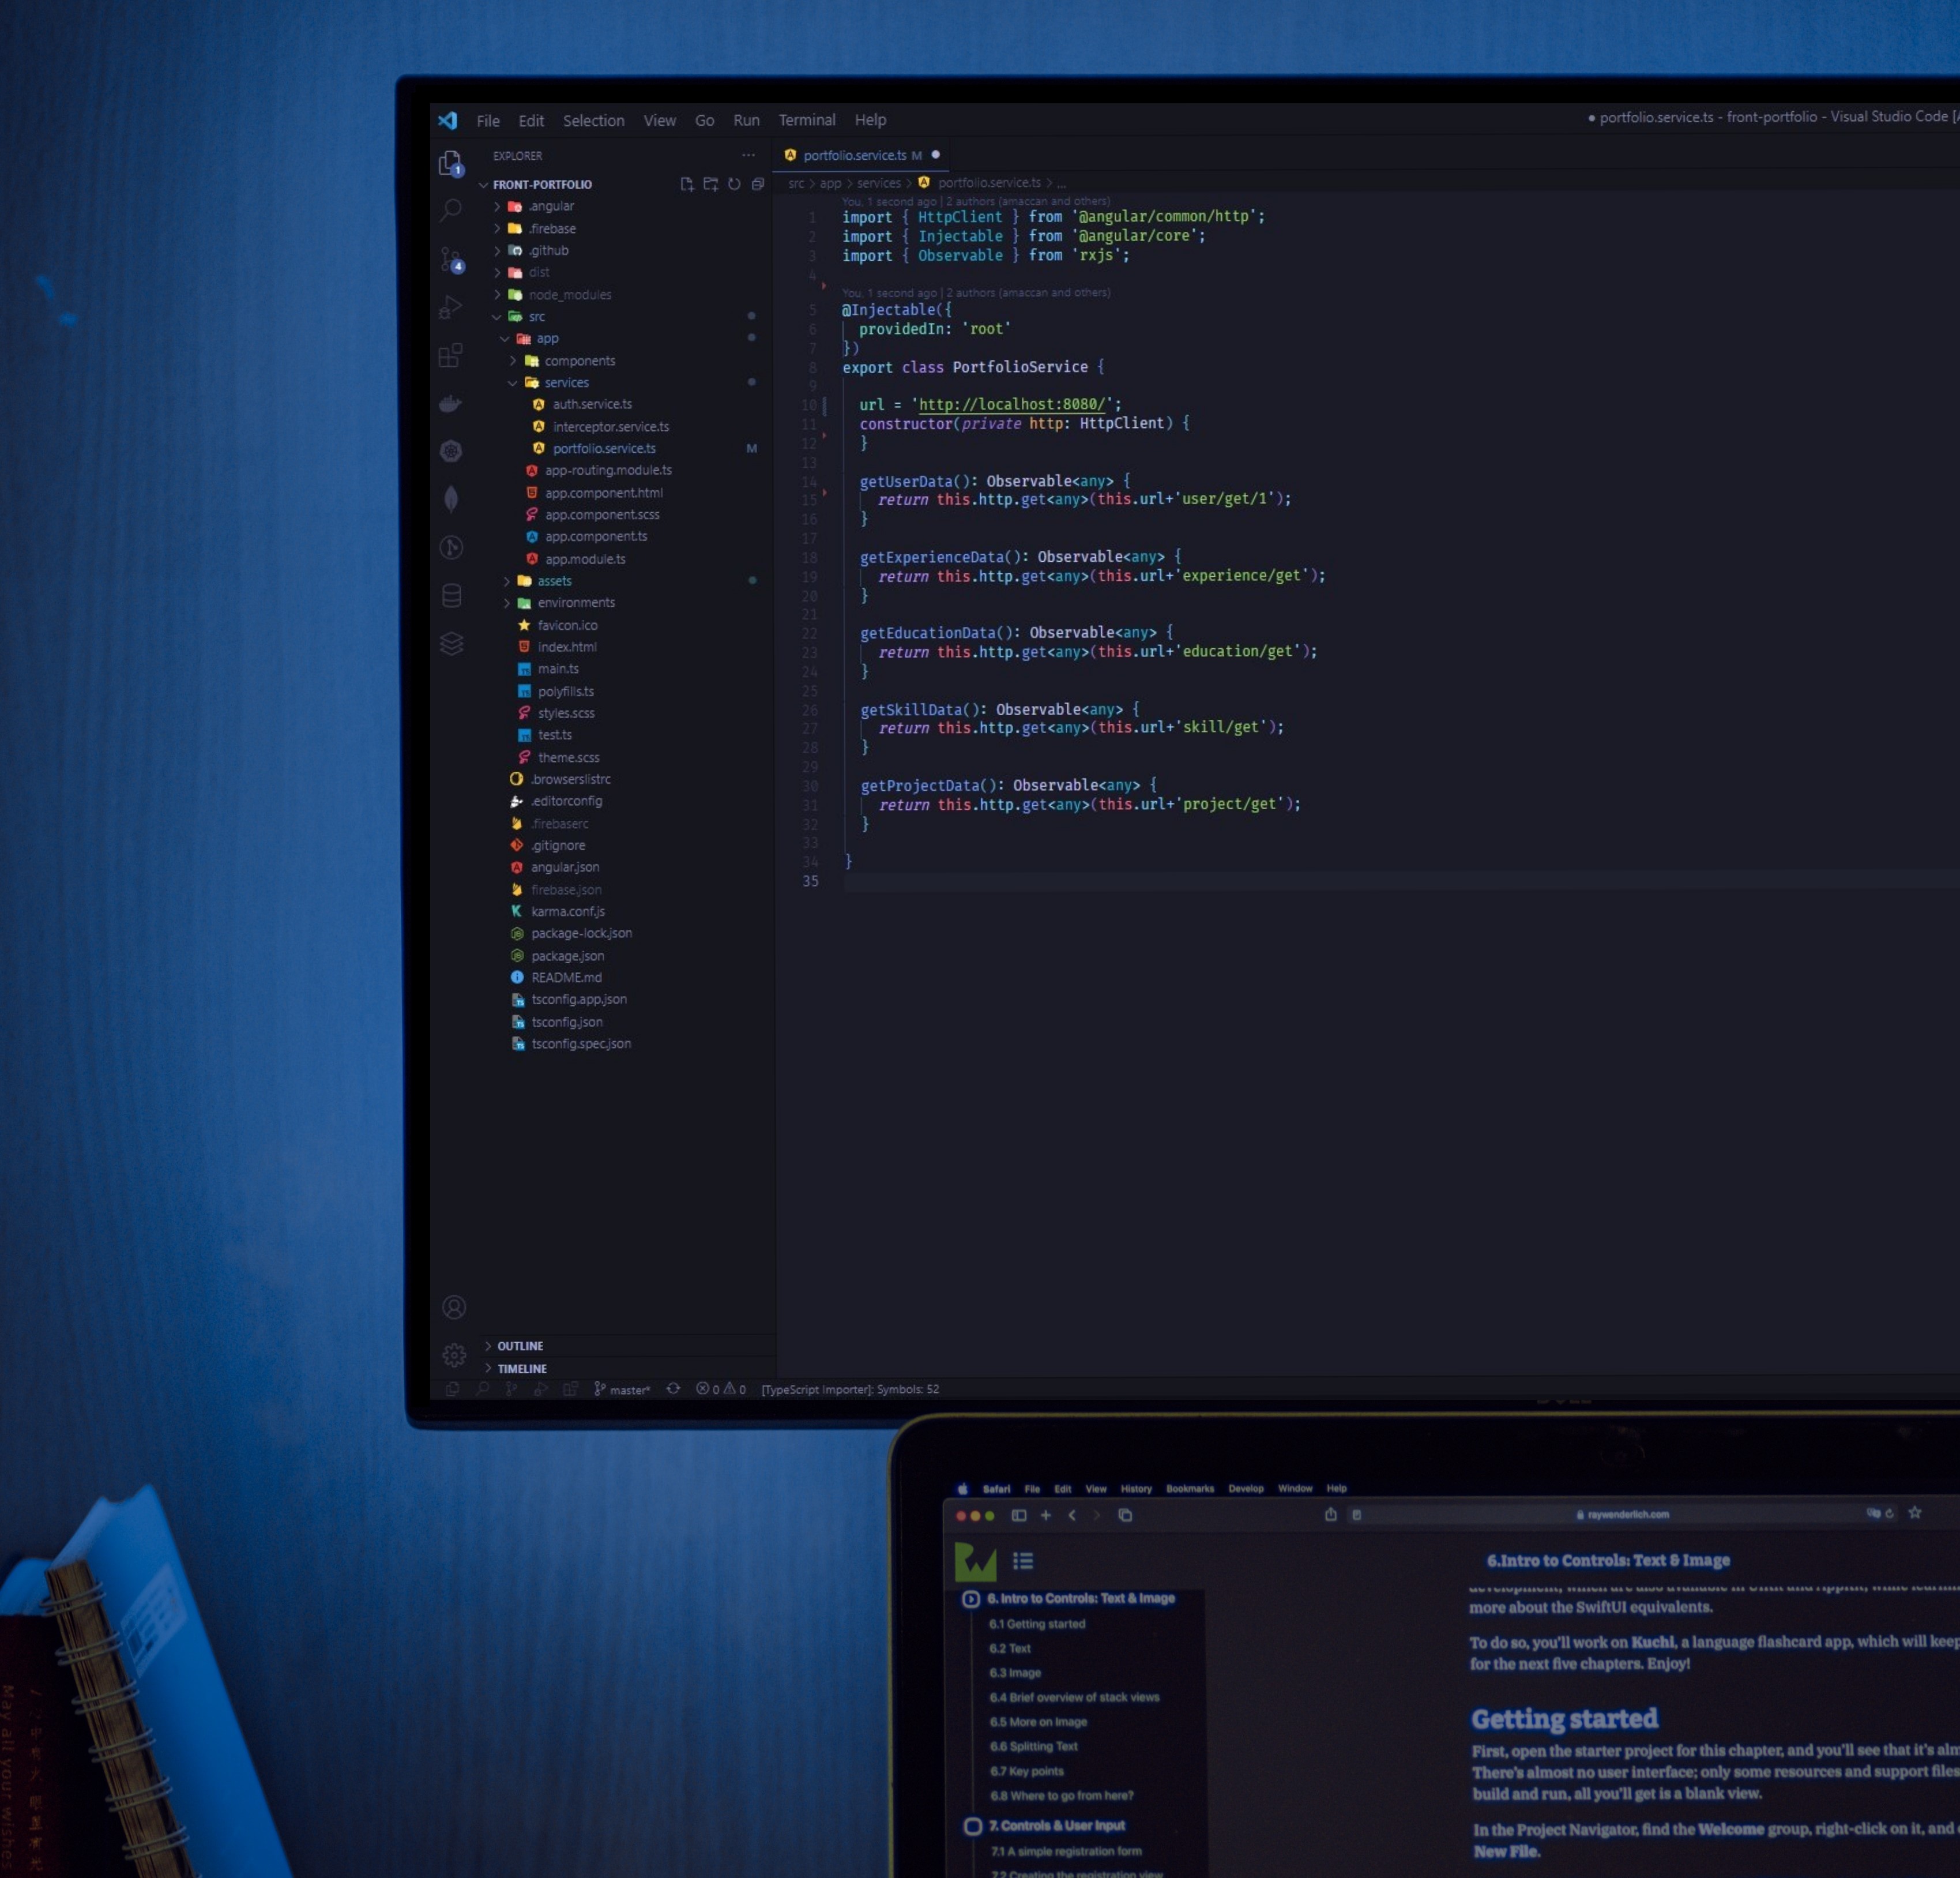 File Edit Selection View Go Run Terminal Help
● portfolio.service.ts - front-portfolio - Visual Studio Code [
EXPLORER ...
FRONT-PORTFOLIO
.angular
.firebase
.github
dist
node_modules
src
app
components
services
auth.service.ts
interceptor.service.ts
portfolio.service.ts M
app-routing.module.ts
app.component.html
app.component.scss
app.component.ts
app.module.ts
assets
environments
favicon.ico
index.html
main.ts
polyfills.ts
styles.scss
test.ts
theme.scss
.browserslistrc
.editorconfig
.firebaserc
.gitignore
angular.json
firebase.json
karma.conf.js
package-lock.json
package.json
README.md
tsconfig.app.json
tsconfig.json
tsconfig.spec.json
OUTLINE
TIMELINE
1
4
portfolio.service.ts M ●
src > app > services > portfolio.service.ts > ...
You, 1 second ago | 2 authors (amaccan and others)
1 import { HttpClient } from '@angular/common/http';
2 import { Injectable } from '@angular/core';
3 import { Observable } from 'rxjs';
4
You, 1 second ago | 2 authors (amaccan and others)
5 @Injectable({
6 providedIn: 'root'
7 })
8 export class PortfolioService {
9
10 url = 'http://localhost:8080/';
11 constructor(private http: HttpClient) {
12 }
13
14 getUserData(): Observable<any> {
15 return this.http.get<any>(this.url+'user/get/1');
16 }
17
18 getExperienceData(): Observable<any> {
19 return this.http.get<any>(this.url+'experience/get');
20 }
21
22 getEducationData(): Observable<any> {
23 return this.http.get<any>(this.url+'education/get');
24 }
25
26 getSkillData(): Observable<any> {
27 return this.http.get<any>(this.url+'skill/get');
28 }
29
30 getProjectData(): Observable<any> {
31 return this.http.get<any>(this.url+'project/get');
32 }
33
34 }
35
master* 0 0 [TypeScript Importer]: Symbols: 52
Safari File Edit View History Bookmarks Develop Window Help
raywenderlich.com
6. Intro to Controls: Text & Image
6.1 Getting started
6.2 Text
6.3 Image
6.4 Brief overview of stack views
6.5 More on Image
6.6 Splitting Text
6.7 Key points
6.8 Where to go from here?
7. Controls & User Input
7.1 A simple registration form
7.2 Creating the registration view
6.Intro to Controls: Text & Image
more about the SwiftUI equivalents.
To do so, you'll work on Kuchi, a language flashcard app, which will keep
for the next five chapters. Enjoy!
Getting started
First, open the starter project for this chapter, and you'll see that it's alm
There's almost no user interface; only some resources and support files
build and run, all you'll get is a blank view.
In the Project Navigator, find the Welcome group, right-click on it, and
New File.
May all your wishes